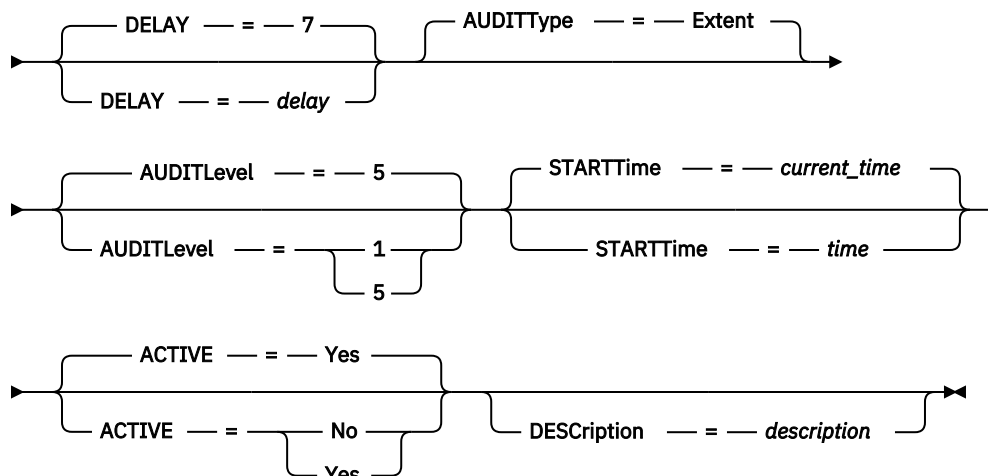 DELAY = 7
AUDITType = Extent
DELAY = delay
AUDITLevel = 5
STARTTime = current_time
AUDITLevel = 1
STARTTime = time
5
ACTIVE = Yes
ACTIVE = No
DESCription = description
Yes